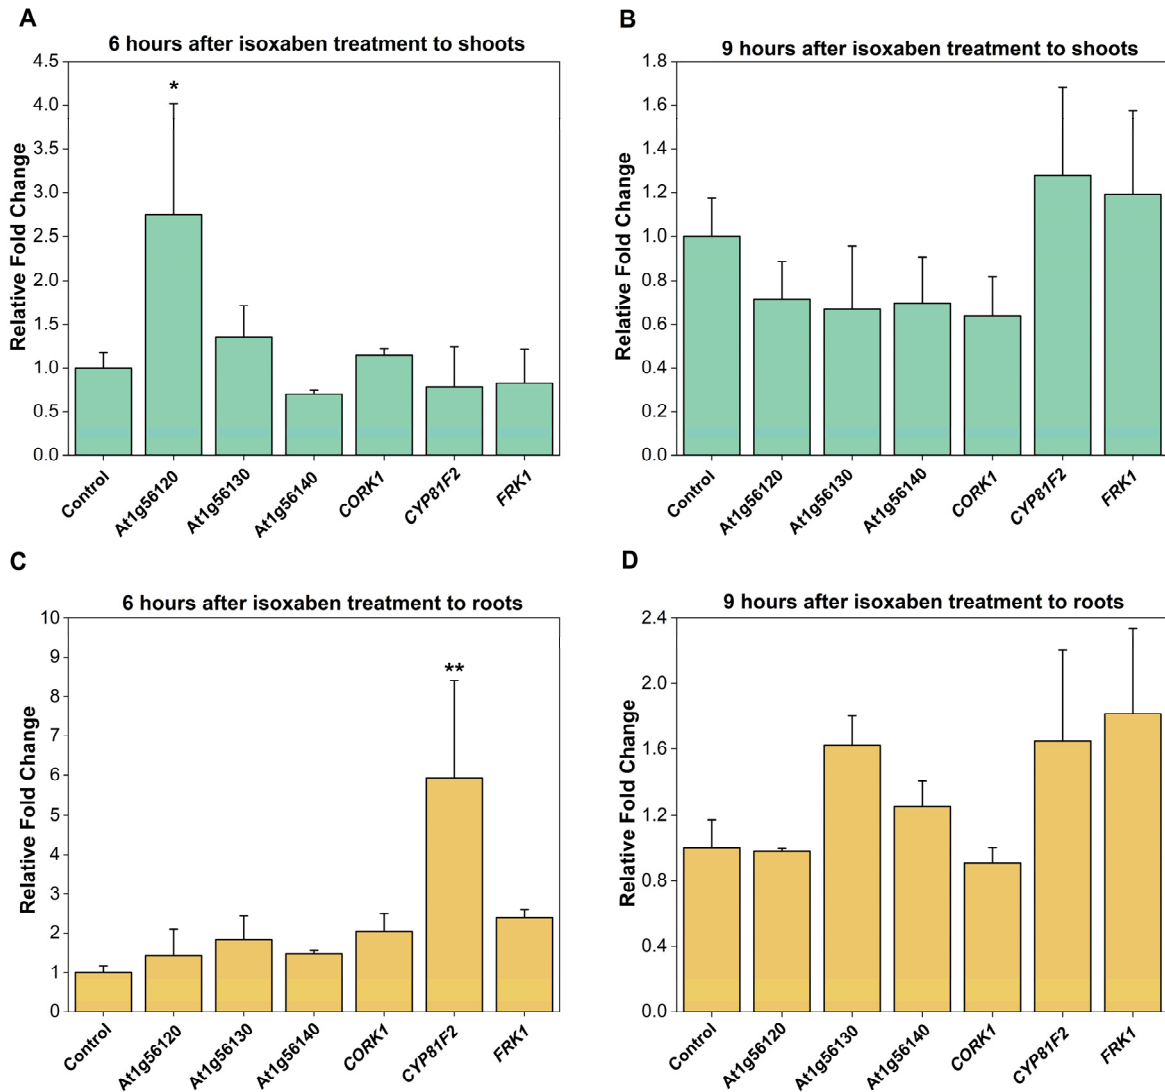 A
6 hours after isoxaben treatment to shoots
Relative Fold Change
4.5
4.0
3.5
3.0
2.5
2.0
1.5
1.0
0.5
0.0
*
Control
At1g56120
At1g56130
At1g56140
CORK1
CYP81F2
FRK1
B
9 hours after isoxaben treatment to shoots
Relative Fold Change
1.8
1.6
1.4
1.2
1.0
0.8
0.6
0.4
0.2
0.0
Control
At1g56120
At1g56130
At1g56140
CORK1
CYP81F2
FRK1
C
6 hours after isoxaben treatment to roots
Relative Fold Change
10
9
8
7
6
5
4
3
2
1
0
**
Control
At1g56120
At1g56130
At1g56140
CORK1
CYP81F2
FRK1
D
9 hours after isoxaben treatment to roots
Relative Fold Change
2.4
2.0
1.6
1.2
0.8
0.4
0.0
Control
At1g56120
At1g56130
At1g56140
CORK1
CYP81F2
FRK1